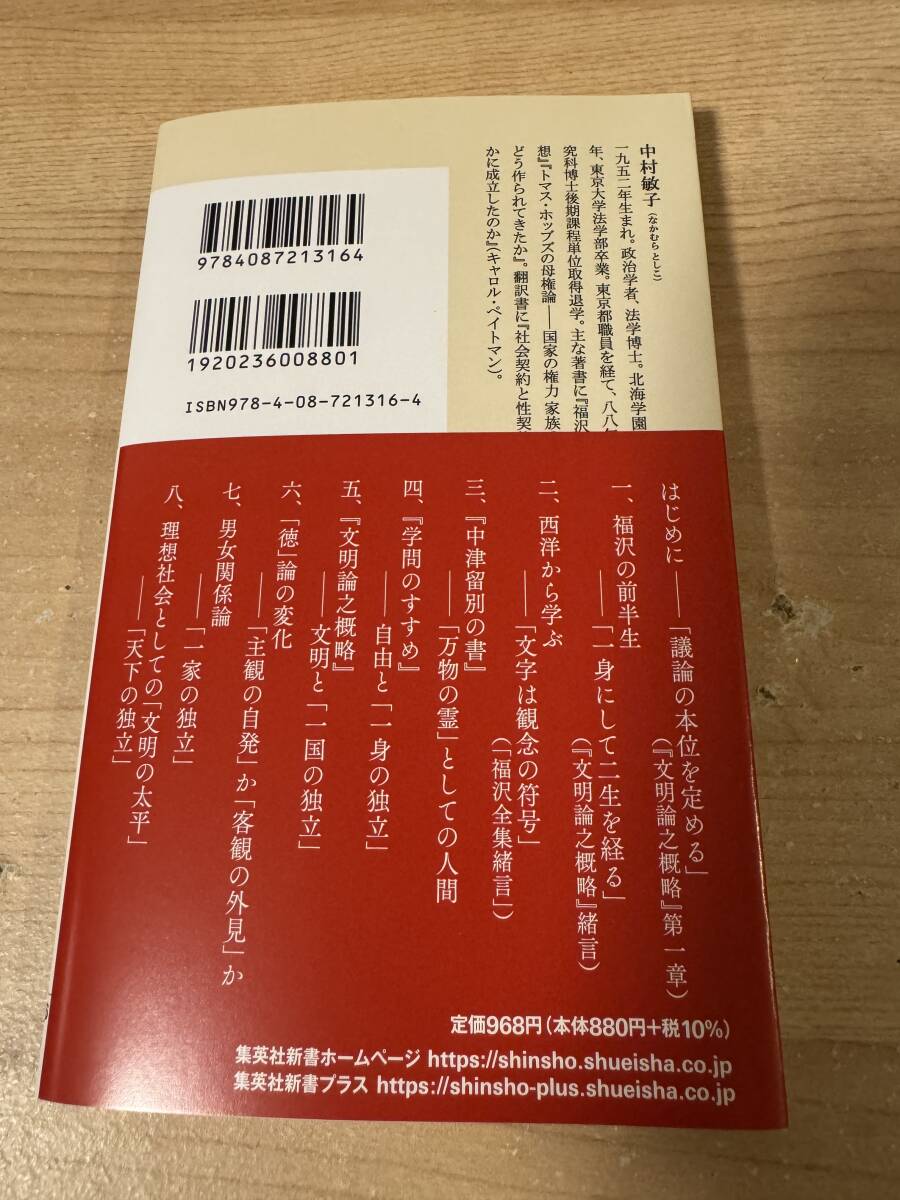 9784087213164
1920236008801
ISBN978-4-08-721316-4
中村敏子（なかむら としこ）
一九五二年生まれ。政治学者、法学博士。北海学園
年、東京大学法学部卒業。東京都職員を経て、八八年
究科博士後期課程単位取得退学。主な著書に『福沢
想』『トマス・ホッブズの母権論――国家の権力 家族
どう作られてきたか』。翻訳書に『社会契約と性契
かに成立したのか』（キャロル・ペイトマン）。
はじめに――「議論の本位を定める」
（『文明論之概略』第一章）
一、福沢の前半生
――「一身にして二生を経る」
（『文明論之概略』緒言）
二、西洋から学ぶ
――「文字は観念の符号」
（「福沢全集緒言」）
三、『中津留別の書』
――「万物の霊」としての人間
四、『学問のすすめ』
――自由と「一身の独立」
五、『文明論之概略』
――文明と「一国の独立」
六、「徳」論の変化
――「主観の自発」か「客観の外見」か
七、男女関係論
――「一家の独立」
八、理想社会としての「文明の太平」
――「天下の独立」
定価968円（本体880円＋税10%）
集英社新書ホームページ https://shinsho.shueisha.co.jp
集英社新書プラス https://shinsho-plus.shueisha.co.jp